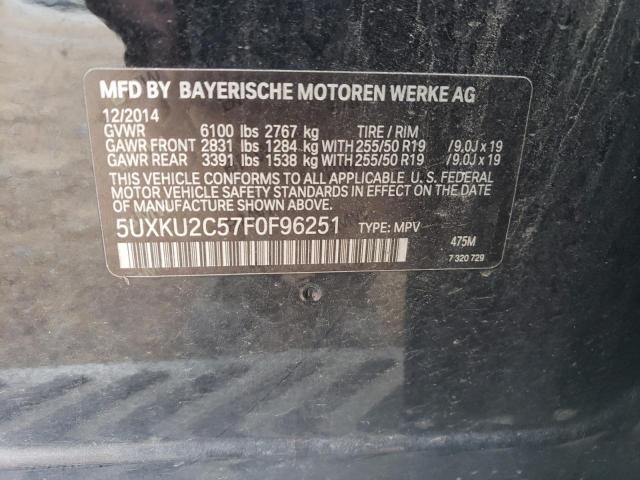 MFD BY BAYERISCHE MOTOREN WERKE AG
12/2014
GVWR 6100 lbs 2767 kg TIRE / RIM
GAWR FRONT 2831 lbs 1284 kg WITH 255/50 R19 /9.0J x 19
GAWR REAR 3391 lbs 1538 kg WITH 255/50 R19 /9.0J x 19
THIS VEHICLE CONFORMS TO ALL APPLICABLE U. S. FEDERAL
MOTOR VEHICLE SAFETY STANDARDS IN EFFECT ON THE DATE
OF MANUFACTURE SHOWN ABOVE.
5UXKU2C57F0F96251 TYPE: MPV
475M
7 320 729